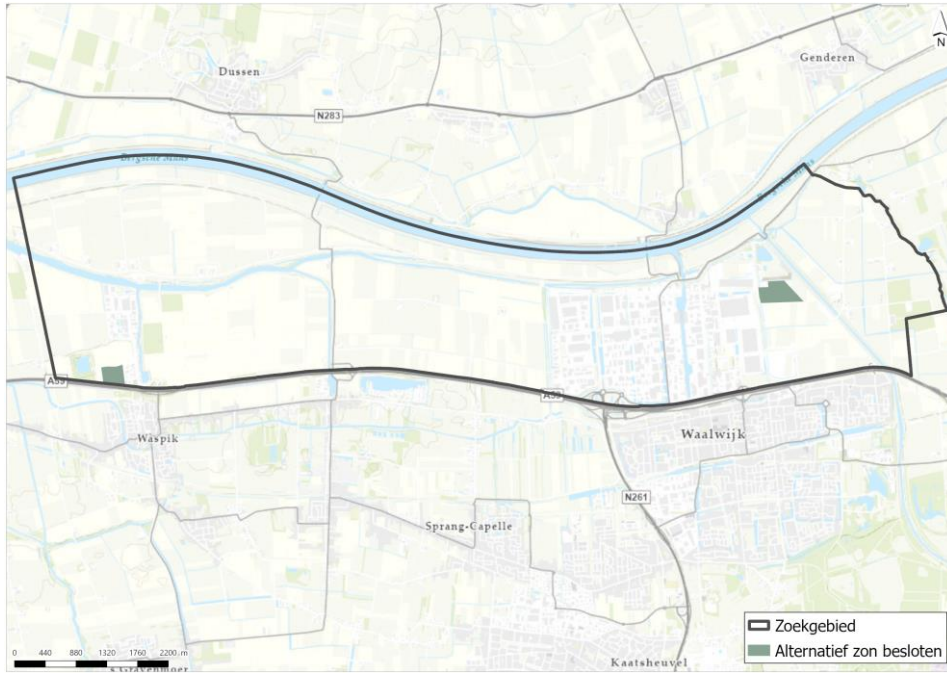 N
Dussen
Genderen
N283
Bergsche Maas
A59
A59
Waspik
Waalwijk
N261
Sprang-Capelle
Zoekgebied
Alternatief zon besloten
0 440 880 1320 1760 2200 m
's Gravenmoer
Kaatsheuvel